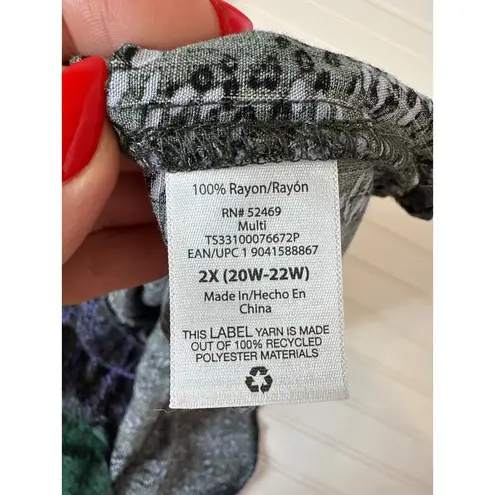 100% Rayon/Rayón
RN# 52469
Multi
TS33100076672P
EAN/UPC 1 9041588867
2X (20W-22W)
Made In/Hecho En
China
THIS LABEL YARN IS MADE
OUT OF 100% RECYCLED
POLYESTER MATERIALS